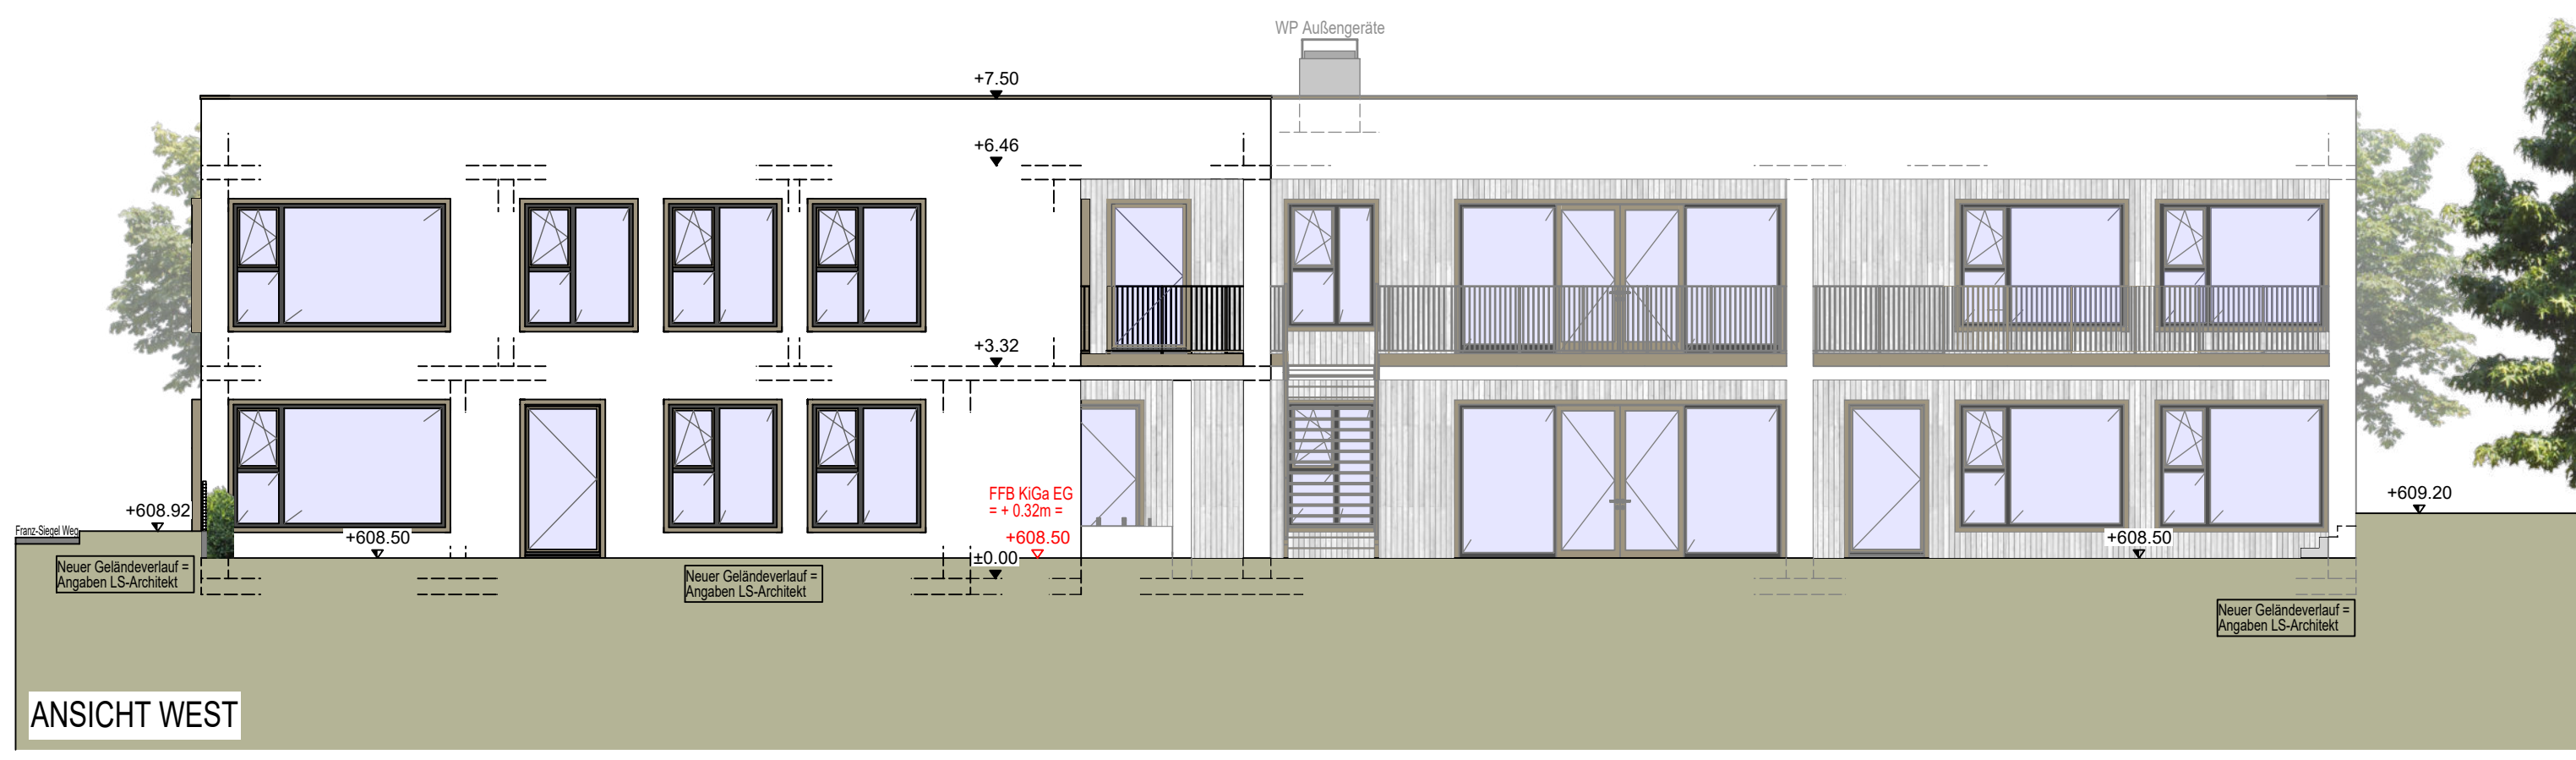 WP Außengeräte
+7.50
+6.46
+3.32
FFB KiGa EG
= + 0.32m =
+608.50
±0.00
+608.92
Franz-Siegel Weg
+608.50
+609.20
+608.50
Neuer Geländeverlauf =
Angaben LS-Architekt
Neuer Geländeverlauf =
Angaben LS-Architekt
Neuer Geländeverlauf =
Angaben LS-Architekt
ANSICHT WEST